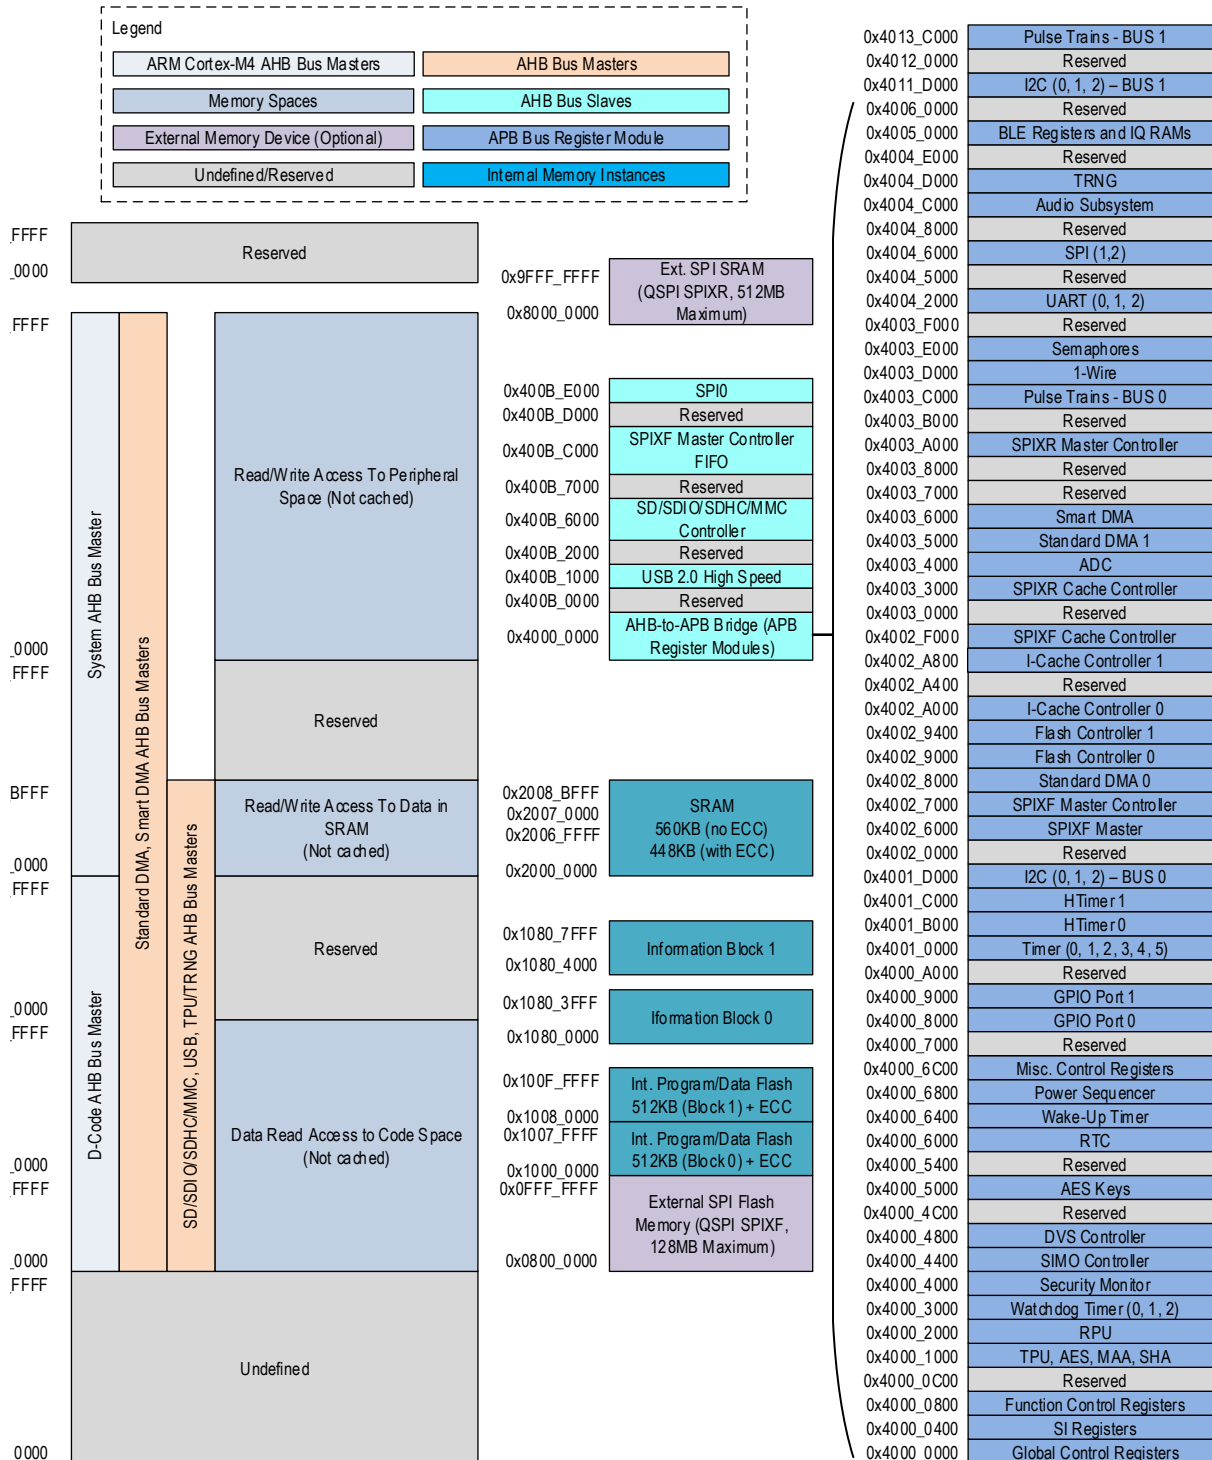 Legend
ARM Cortex-M4 AHB Bus Masters
AHB Bus Masters
Memory Spaces
AHB Bus Slaves
External Memory Device (Optional)
APB Bus Register Module
Undefined/Reserved
Internal Memory Instances
_FFFF
_0000
Reserved
_FFFF
_0000
_FFFF
BFFF
_0000
_FFFF
_0000
_FFFF
_0000
_FFFF
_0000
_FFFF
0000
System AHB Bus Master
D-Code AHB Bus Master
Standard DMA, Smart DMA AHB Bus Masters
SD/SDIO/SDHC/MMC, USB, TPU/TRNG AHB Bus Masters
Read/Write Access To Peripheral
Space (Not cached)
Reserved
Read/Write Access To Data in
SRAM
(Not cached)
Reserved
Data Read Access to Code Space
(Not cached)
Undefined
0x9FFF_FFFF
0x8000_0000
Ext. SPI SRAM
(QSPI SPIXR, 512MB
Maximum)
0x400B_E000 SPI0
0x400B_D000 Reserved
0x400B_C000
SPIXF Master Controller
FIFO
0x400B_7000 Reserved
0x400B_6000
SD/SDIO/SDHC/MMC
Controller
0x400B_2000 Reserved
0x400B_1000 USB 2.0 High Speed
0x400B_0000 Reserved
0x4000_0000
AHB-to-APB Bridge (APB
Register Modules)
0x2008_BFFF
0x2007_0000
0x2006_FFFF
0x2000_0000
SRAM
560KB (no ECC)
448KB (with ECC)
0x1080_7FFF
0x1080_4000
Information Block 1
0x1080_3FFF
0x1080_0000
Iformation Block 0
0x100F_FFFF
0x1008_0000
Int. Program/Data Flash
512KB (Block 1) + ECC
0x1007_FFFF
0x1000_0000
Int. Program/Data Flash
512KB (Block 0) + ECC
0x0FFF_FFFF
0x0800_0000
External SPI Flash
Memory (QSPI SPIXF,
128MB Maximum)
0x4013_C000 Pulse Trains - BUS 1
0x4012_0000 Reserved
0x4011_D000 I2C (0, 1, 2) – BUS 1
0x4006_0000 Reserved
0x4005_0000 BLE Registers and IQ RAMs
0x4004_E000 Reserved
0x4004_D000 TRNG
0x4004_C000 Audio Subsystem
0x4004_8000 Reserved
0x4004_6000 SPI (1,2)
0x4004_5000 Reserved
0x4004_2000 UART (0, 1, 2)
0x4003_F000 Reserved
0x4003_E000 Semaphores
0x4003_D000 1-Wire
0x4003_C000 Pulse Trains - BUS 0
0x4003_B000 Reserved
0x4003_A000 SPIXR Master Controller
0x4003_8000 Reserved
0x4003_7000 Reserved
0x4003_6000 Smart DMA
0x4003_5000 Standard DMA 1
0x4003_4000 ADC
0x4003_3000 SPIXR Cache Controller
0x4003_0000 Reserved
0x4002_F000 SPIXF Cache Controller
0x4002_A800 I-Cache Controller 1
0x4002_A400 Reserved
0x4002_A000 I-Cache Controller 0
0x4002_9400 Flash Controller 1
0x4002_9000 Flash Controller 0
0x4002_8000 Standard DMA 0
0x4002_7000 SPIXF Master Controller
0x4002_6000 SPIXF Master
0x4002_0000 Reserved
0x4001_D000 I2C (0, 1, 2) – BUS 0
0x4001_C000 HTimer 1
0x4001_B000 HTimer 0
0x4001_0000 Timer (0, 1, 2, 3, 4, 5)
0x4000_A000 Reserved
0x4000_9000 GPIO Port 1
0x4000_8000 GPIO Port 0
0x4000_7000 Reserved
0x4000_6C00 Misc. Control Registers
0x4000_6800 Power Sequencer
0x4000_6400 Wake-Up Timer
0x4000_6000 RTC
0x4000_5400 Reserved
0x4000_5000 AES Keys
0x4000_4C00 Reserved
0x4000_4800 DVS Controller
0x4000_4400 SIMO Controller
0x4000_4000 Security Monitor
0x4000_3000 Watchdog Timer (0, 1, 2)
0x4000_2000 RPU
0x4000_1000 TPU, AES, MAA, SHA
0x4000_0C00 Reserved
0x4000_0800 Function Control Registers
0x4000_0400 SI Registers
0x4000_0000 Global Control Registers